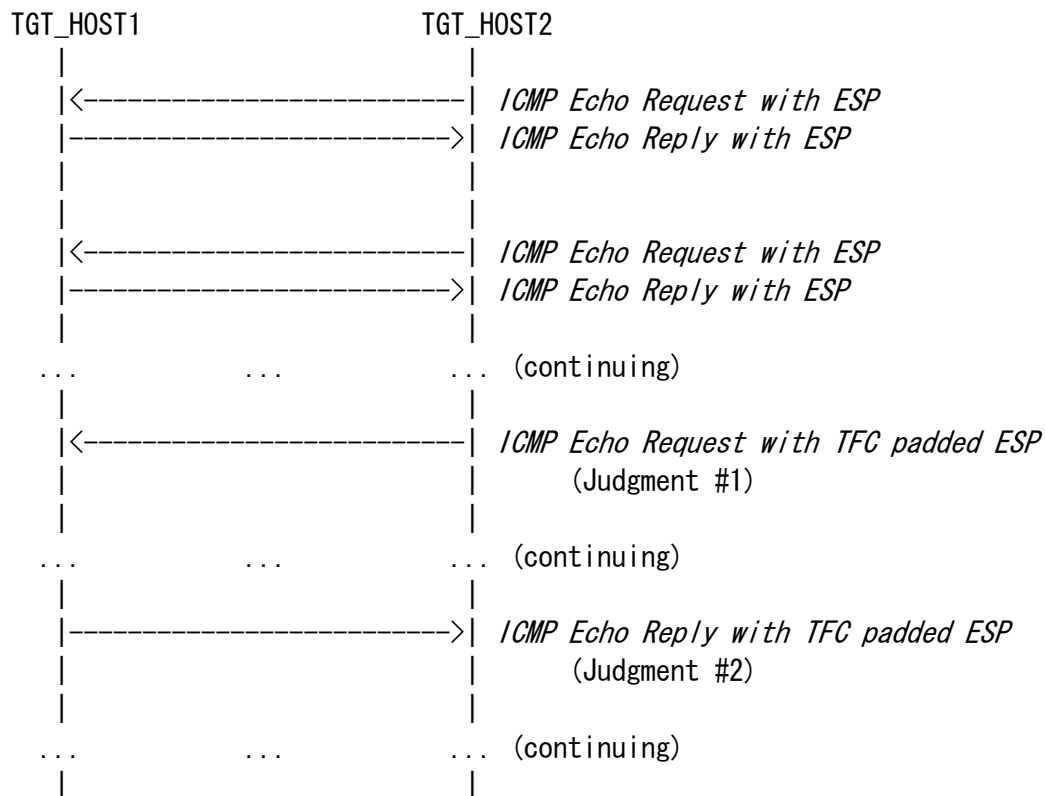 TGT_HOST1 TGT_HOST2
| |
|<--------------------------| ICMP Echo Request with ESP
|-------------------------->| ICMP Echo Reply with ESP
| |
| |
|<--------------------------| ICMP Echo Request with ESP
|-------------------------->| ICMP Echo Reply with ESP
| |
... ... ... (continuing)
| |
|<--------------------------| ICMP Echo Request with TFC padded ESP
| | (Judgment #1)
| |
... ... ... (continuing)
| |
|-------------------------->| ICMP Echo Reply with TFC padded ESP
| | (Judgment #2)
| |
... ... ... (continuing)
| |